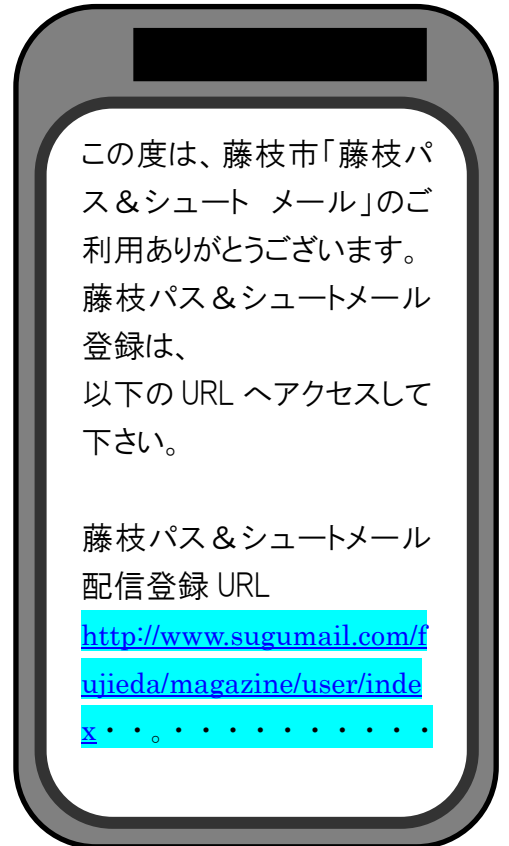 この度は、藤枝市「藤枝パ
ス＆シュート　メール」のご
利用ありがとうございます。
藤枝パス＆シュートメール
登録は、
以下の URL へアクセスして
下さい。
藤枝パス＆シュートメール
配信登録 URL
http://www.sugumail.com/f
ujieda/magazine/user/inde
x・・。・・・・・・・・・・・